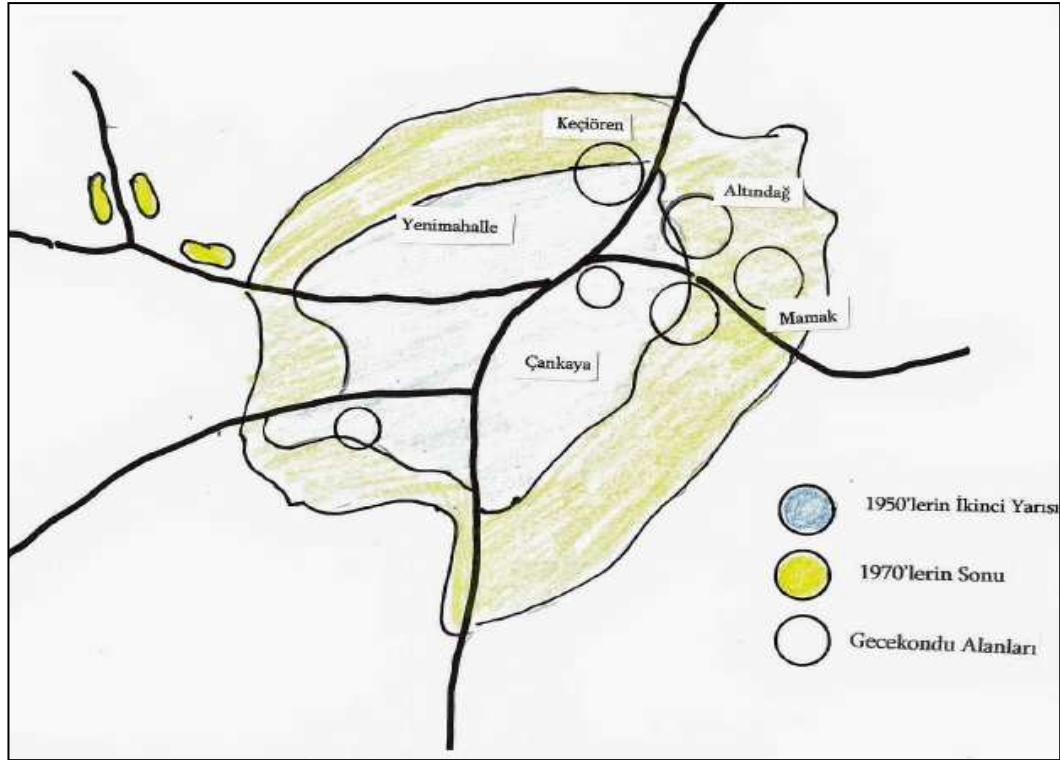 Keçiören
Altındağ
Yenimahalle
Mamak
Çankaya
1950'lerin İkinci Yarısı
1970'lerin Sonu
Gecekondu Alanları